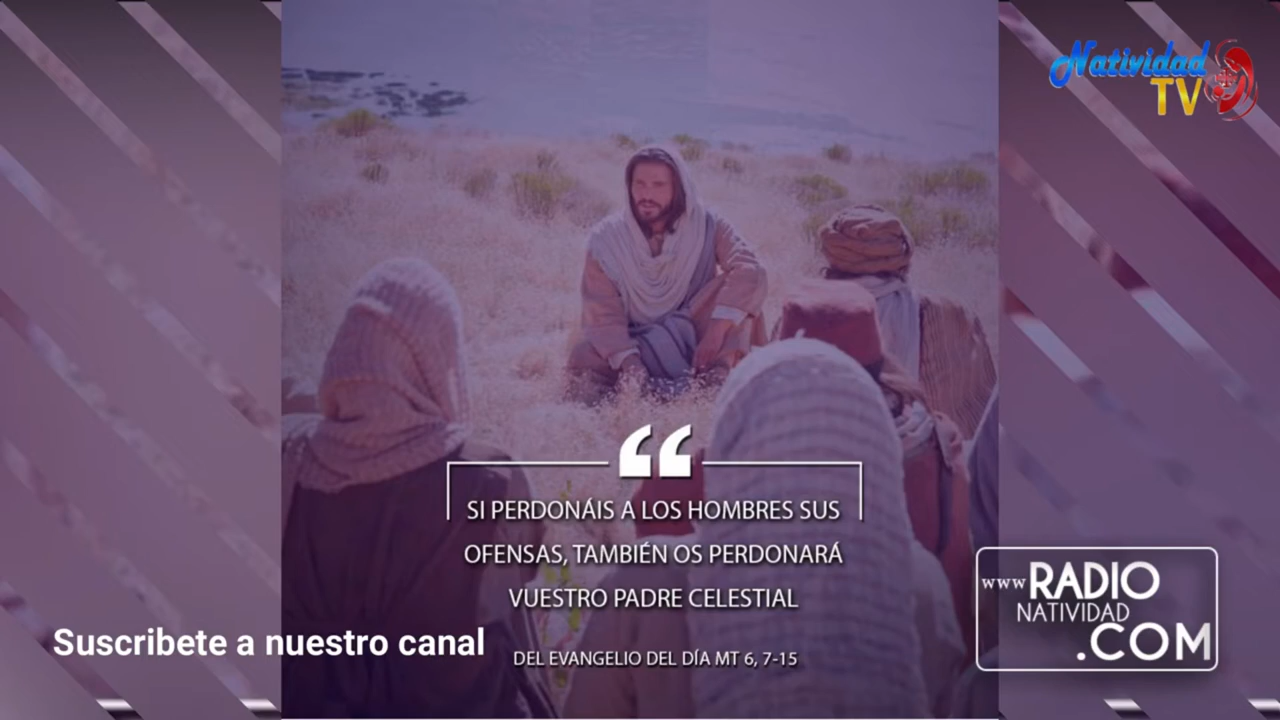 Natividad
TV
SI PERDONÁIS A LOS HOMBRES SUS
OFENSAS, TAMBIÉN OS PERDONARÁ
VUESTRO PADRE CELESTIAL
DEL EVANGELIO DEL DÍA MT 6, 7-15
Suscribete a nuestro canal
www RADIO
NATIVIDAD
.COM